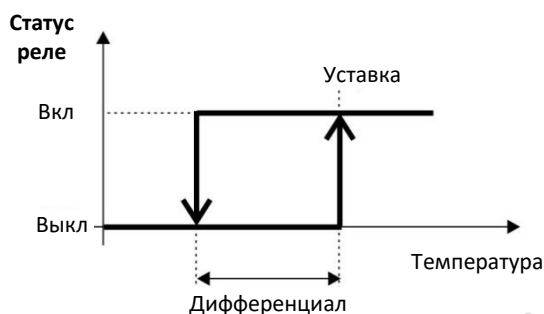 Статус
реле
Уставка
Вкл
Выкл
Температура
Дифференциал